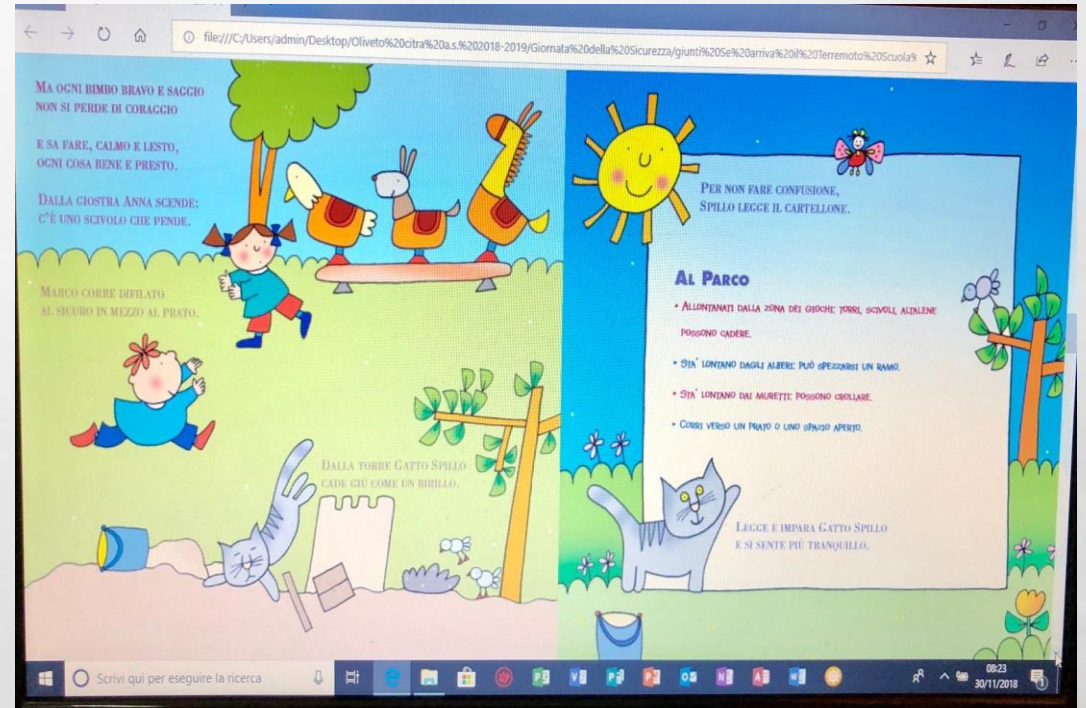 file:///C:/Users/admin/Desktop/Oliveto%20citra%20a.s.%202018-2019/Giornata%20della%20Sicurezza/giunti%20Se%20arriva%20il%20Terremoto%20Scuola%
MA OGNI BIMBO BRAVO E SAGGIO
NON SI PERDE DI CORAGGIO
E SA FARE, CALMO E LESTO,
OGNI COSA BENE E PRESTO.
DALLA GIOSTRA ANNA SCENDE:
C'È UNO SCIVOLO CHE PENDE.
MARCO CORRE DIFILATO
AL SICURO IN MEZZO AL PRATO.
DALLA TORRE GATTO SPILLO
CADE GIÙ COME UN BIRILLO.
PER NON FARE CONFUSIONE,
SPILLO LEGGE IL CARTELLONE.
AL PARCO
• ALLONTANATI DALLA ZONA DEI GIOCHI: TORRI, SCIVOLI, ALTALENE
POSSONO CADERE.
• STA' LONTANO DAGLI ALBERI: PUÒ SPEZZARSI UN RAMO.
• STA' LONTANO DAI MURETTI: POSSONO CROLLARE.
• CORRI VERSO UN PRATO O UNO SPAZIO APERTO.
LEGGE E IMPARA GATTO SPILLO
E SI SENTE PIÙ TRANQUILLO.
Scrivi qui per eseguire la ricerca
08:23
30/11/2018